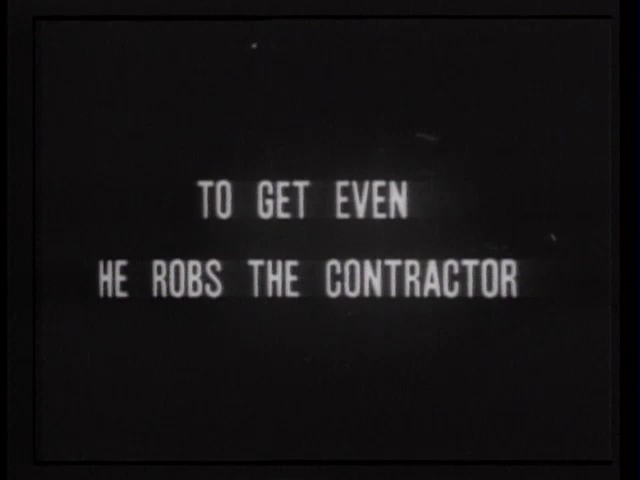 TO GET EVEN
HE ROBS THE CONTRACTOR